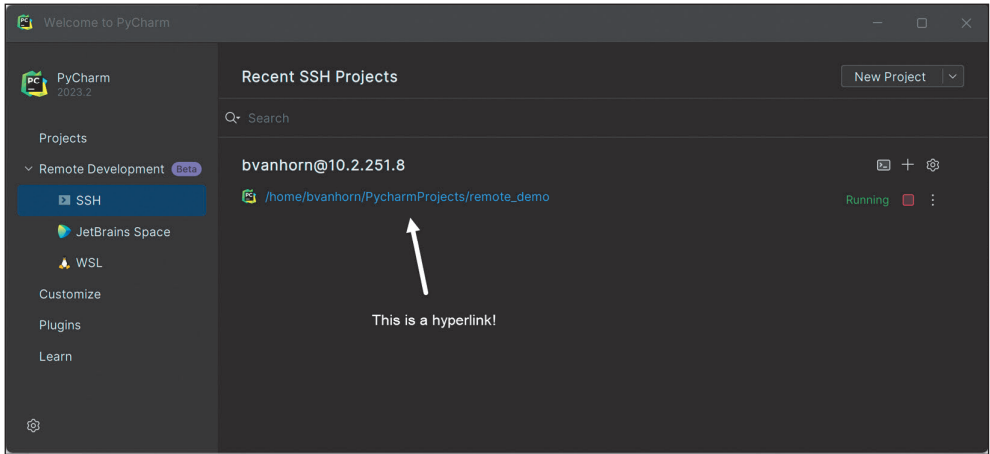 Welcome to PyCharm
PC
PyCharm
2023.2
Projects
Remote Development Beta
SSH
JetBrains Space
WSL
Customize
Plugins
Learn
Recent SSH Projects
New Project
Search
bvanhorn@10.2.251.8
/home/bvanhorn/PycharmProjects/remote_demo
Running
This is a hyperlink!